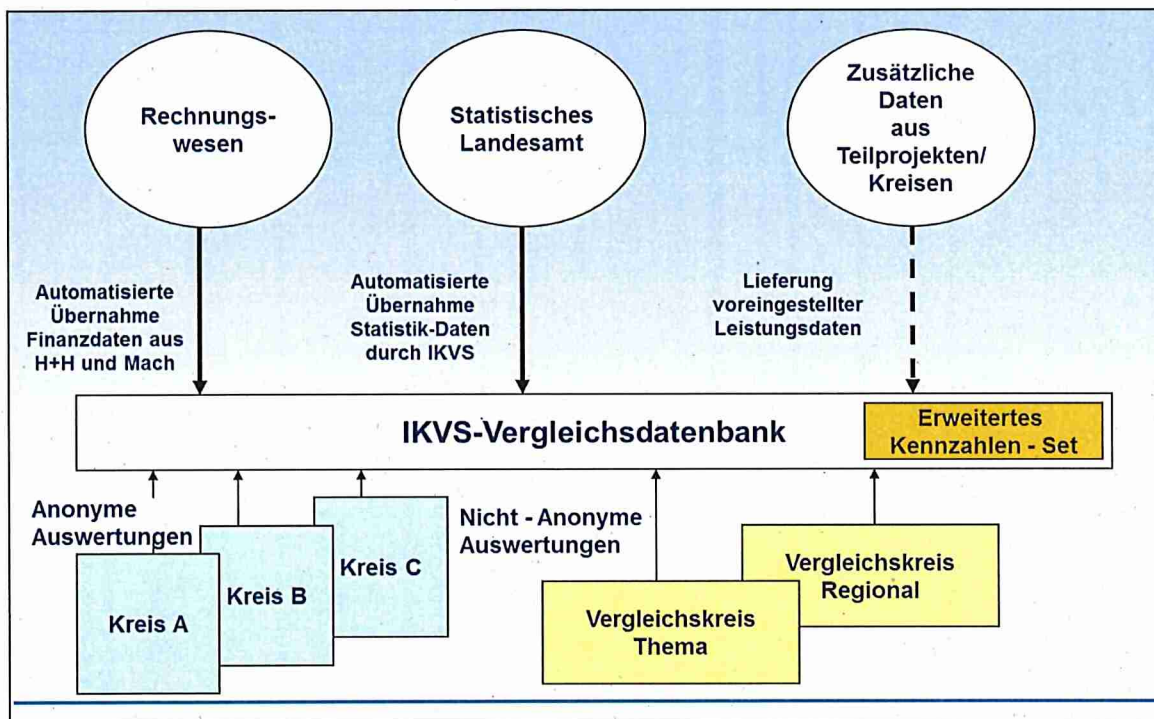 Rechnungs-
wesen
Statistisches
Landesamt
Zusätzliche
Daten
aus
Teilprojekten/
Kreisen
Automatisierte
Übernahme
Finanzdaten aus
H+H und Mach
Automatisierte
Übernahme
Statistik-Daten
durch IKVS
Lieferung
voreingestellter
Leistungsdaten
IKVS-Vergleichsdatenbank
Erweitertes
Kennzahlen - Set
Anonyme
Auswertungen
Kreis A
Kreis B
Kreis C
Nicht - Anonyme
Auswertungen
Vergleichskreis
Thema
Vergleichskreis
Regional